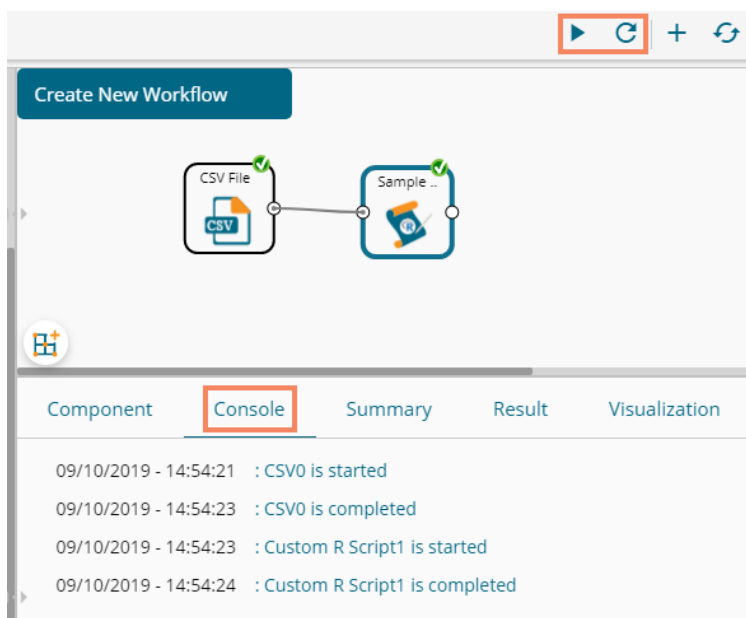 Create New Workflow
CSV File
CSV
Sample ..
R
Component Console Summary Result Visualization
09/10/2019 - 14:54:21 : CSV0 is started
09/10/2019 - 14:54:23 : CSV0 is completed
09/10/2019 - 14:54:23 : Custom R Script1 is started
09/10/2019 - 14:54:24 : Custom R Script1 is completed